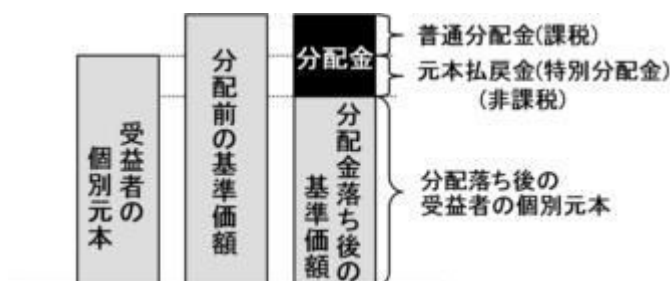 受益者の
個別元本
分配前の基準価額
分配金
分配金落ち後の
基準価額
普通分配金(課税)
元本払戻金(特別分配金)
(非課税)
分配落ち後の
受益者の個別元本